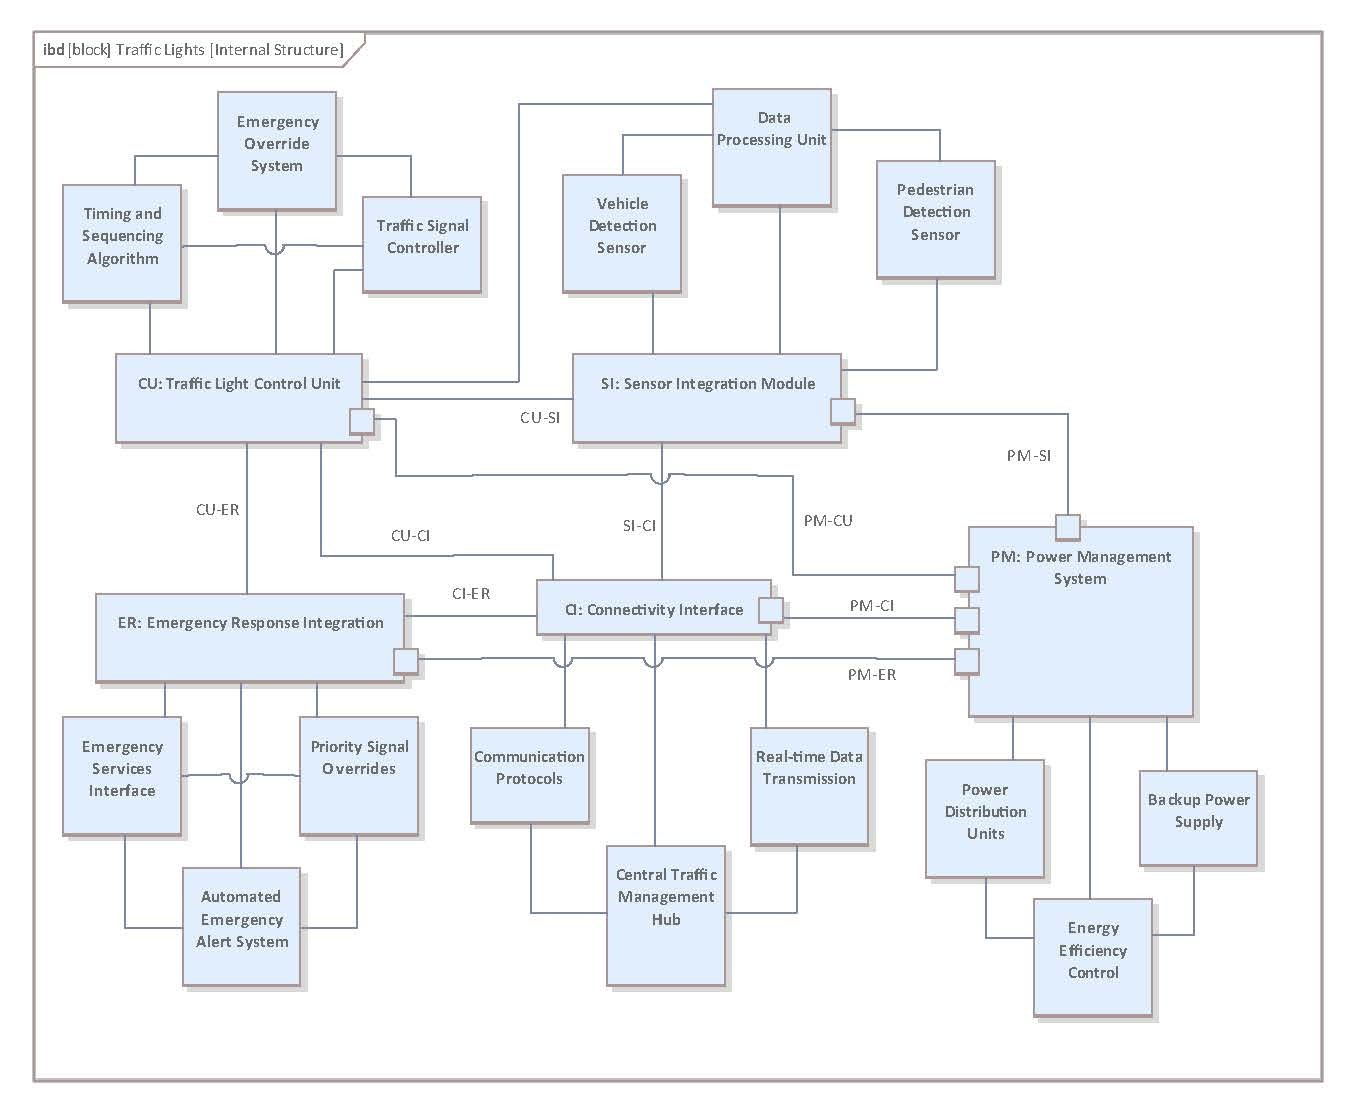 ibd [block] Traffic Lights [Internal Structure]
Emergency
Override
System
Data
Processing Unit
Timing and
Sequencing
Algorithm
Traffic Signal
Controller
Vehicle
Detection
Sensor
Pedestrian
Detection
Sensor
CU: Traffic Light Control Unit
SI: Sensor Integration Module
CU-SI
PM-SI
CU-ER
CU-CI
SI-CI
PM-CU
PM: Power Management
System
CI-ER
CI: Connectivity Interface
PM-CI
ER: Emergency Response Integration
PM-ER
Emergency
Services
Interface
Priority Signal
Overrides
Communication
Protocols
Real-time Data
Transmission
Power
Distribution
Units
Backup Power
Supply
Automated
Emergency
Alert System
Central Traffic
Management
Hub
Energy
Efficiency
Control